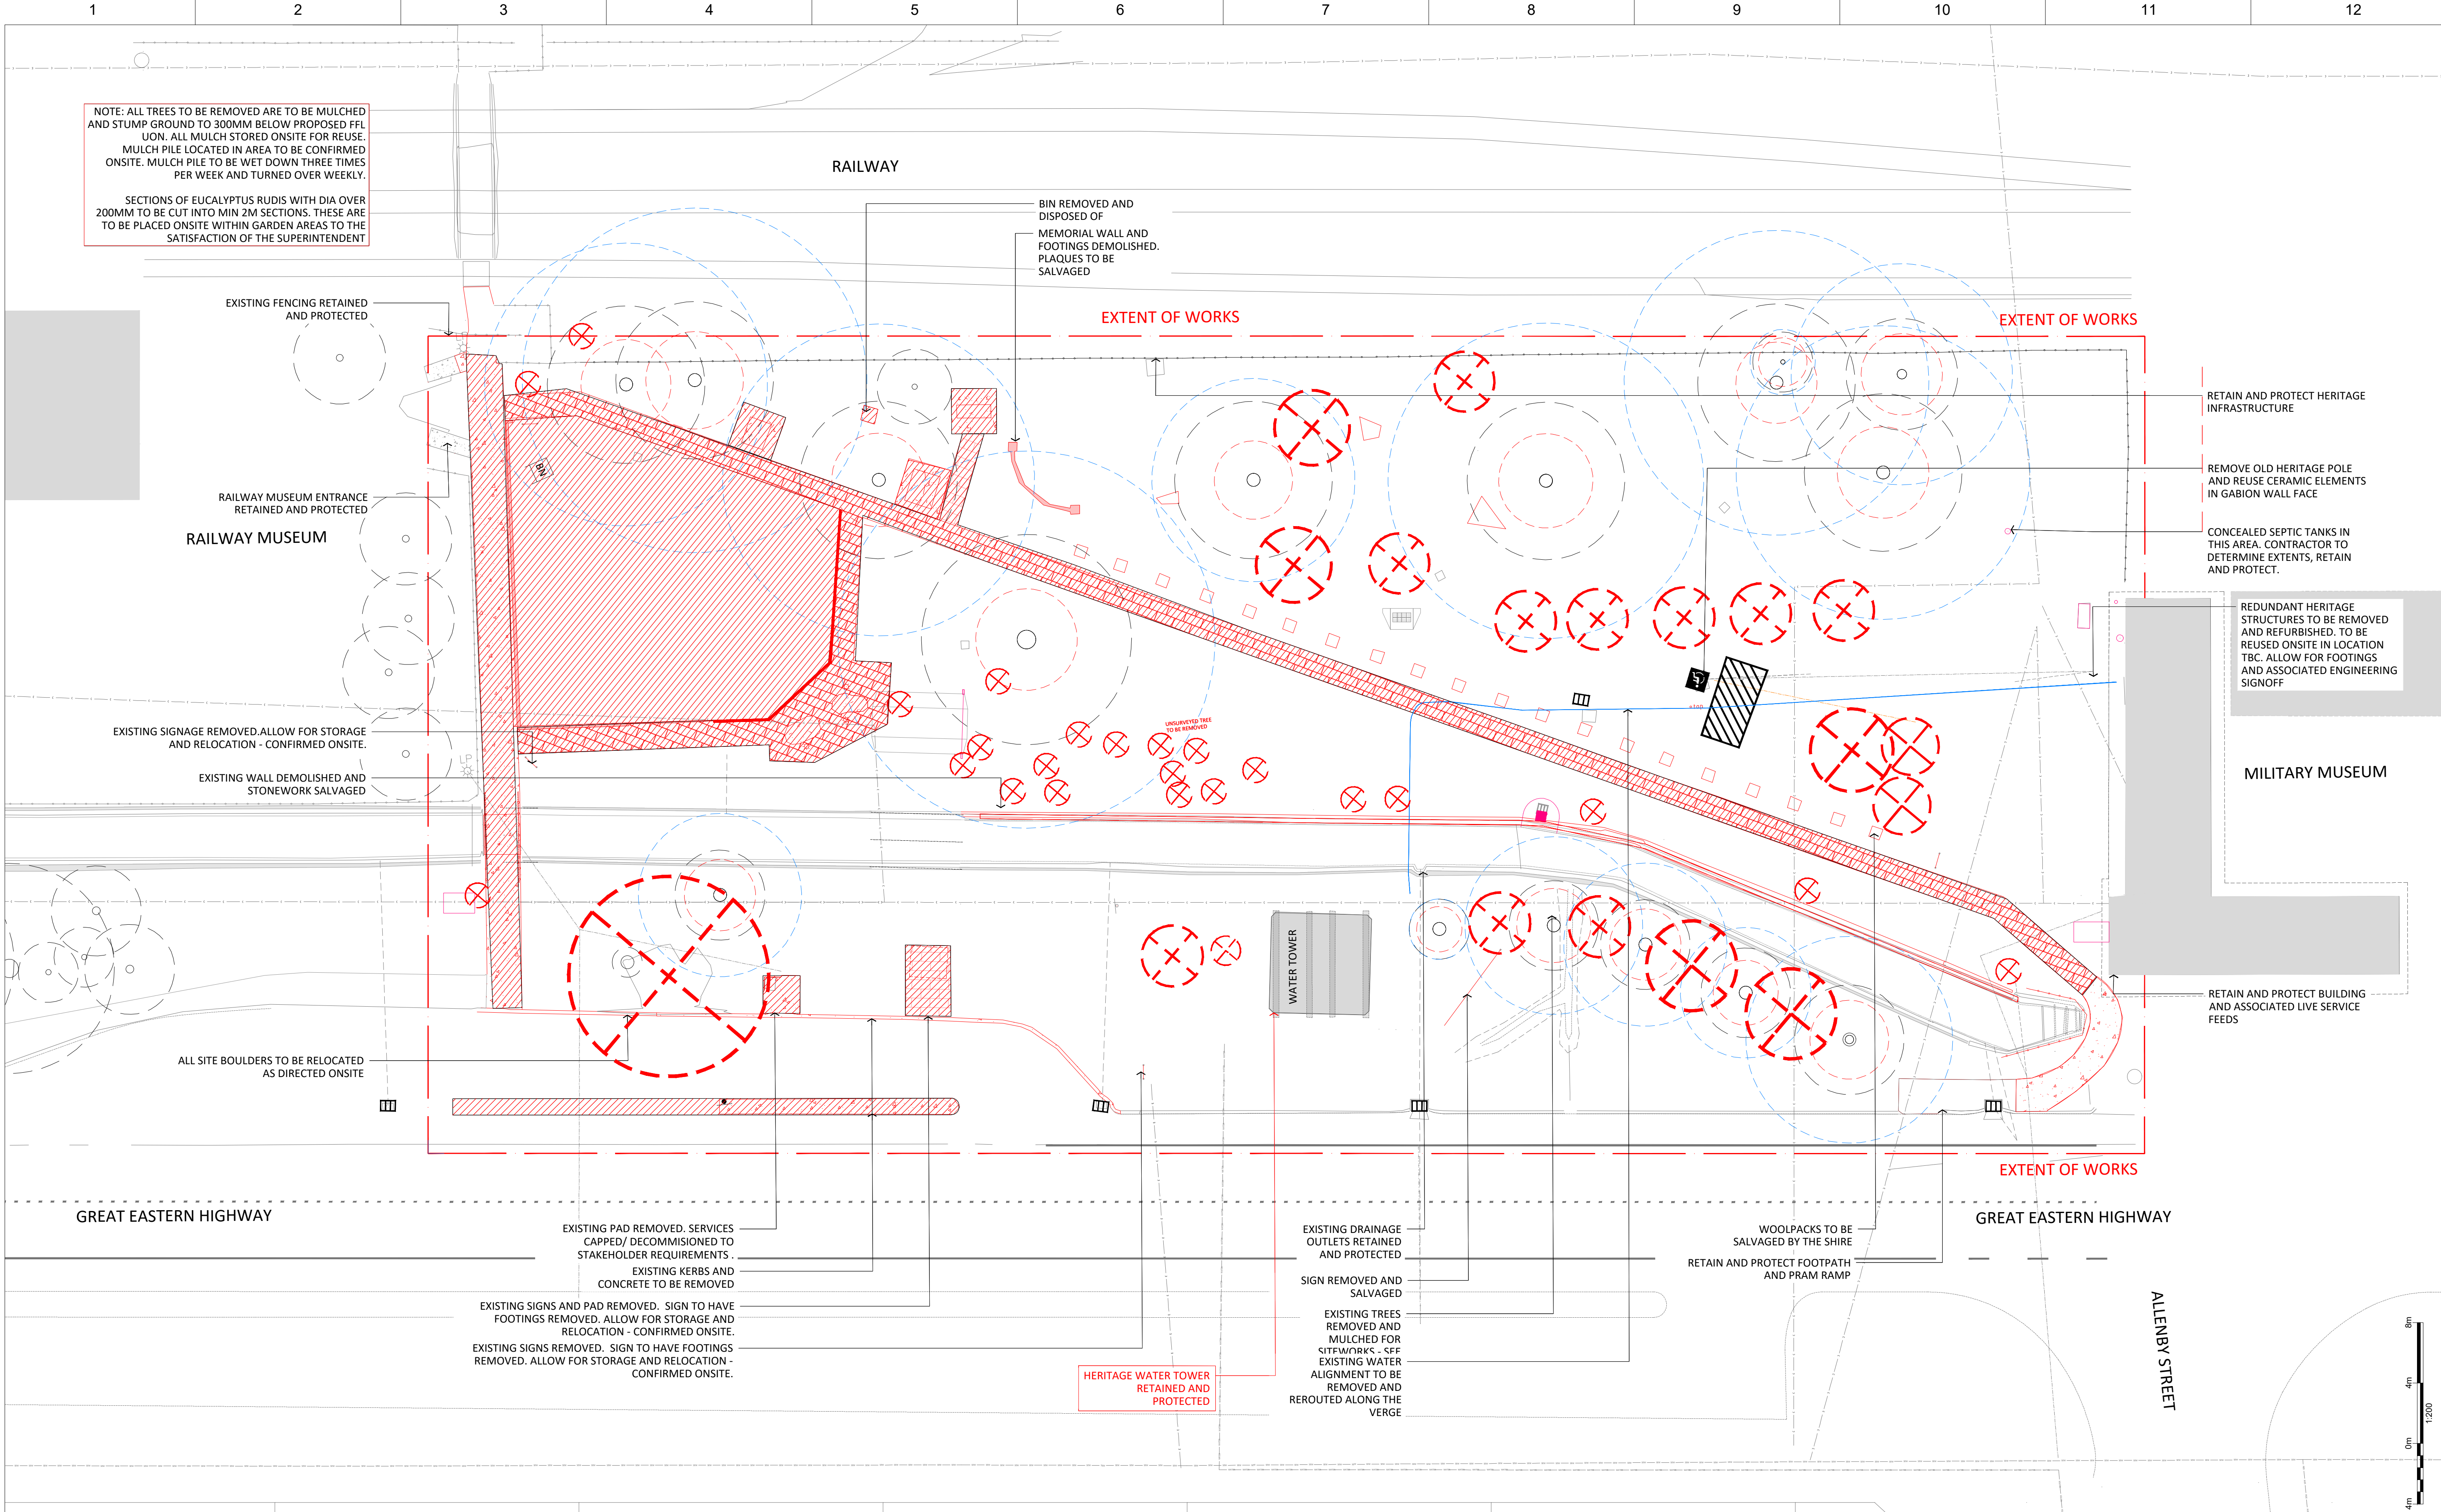 1 2 3 4 5 6 7 8 9 10 11 12
NOTE: ALL TREES TO BE REMOVED ARE TO BE MULCHED
AND STUMP GROUND TO 300MM BELOW PROPOSED FFL
UON. ALL MULCH STORED ONSITE FOR REUSE.
MULCH PILE LOCATED IN AREA TO BE CONFIRMED
ONSITE. MULCH PILE TO BE WET DOWN THREE TIMES
PER WEEK AND TURNED OVER WEEKLY.
SECTIONS OF EUCALYPTUS RUDIS WITH DIA OVER
200MM TO BE CUT INTO MIN 2M SECTIONS. THESE ARE
TO BE PLACED ONSITE WITHIN GARDEN AREAS TO THE
SATISFACTION OF THE SUPERINTENDENT
RAILWAY
BIN REMOVED AND
DISPOSED OF
MEMORIAL WALL AND
FOOTINGS DEMOLISHED.
PLAQUES TO BE
SALVAGED
EXISTING FENCING RETAINED
AND PROTECTED
EXTENT OF WORKS
EXTENT OF WORKS
RETAIN AND PROTECT HERITAGE
INFRASTRUCTURE
REMOVE OLD HERITAGE POLE
AND REUSE CERAMIC ELEMENTS
IN GABION WALL FACE
BN
RAILWAY MUSEUM ENTRANCE
RETAINED AND PROTECTED
RAILWAY MUSEUM
CONCEALED SEPTIC TANKS IN
THIS AREA. CONTRACTOR TO
DETERMINE EXTENTS, RETAIN
AND PROTECT.
REDUNDANT HERITAGE
STRUCTURES TO BE REMOVED
AND REFURBISHED. TO BE
REUSED ONSITE IN LOCATION
TBC. ALLOW FOR FOOTINGS
AND ASSOCIATED ENGINEERING
SIGNOFF
UNSURVEYED TREE
TO BE REMOVED
EXISTING SIGNAGE REMOVED.ALLOW FOR STORAGE
AND RELOCATION - CONFIRMED ONSITE.
LP
EXISTING WALL DEMOLISHED AND
STONEWORK SALVAGED
MILITARY MUSEUM
WATER TOWER
RETAIN AND PROTECT BUILDING
AND ASSOCIATED LIVE SERVICE
FEEDS
ALL SITE BOULDERS TO BE RELOCATED
AS DIRECTED ONSITE
EXTENT OF WORKS
GREAT EASTERN HIGHWAY
GREAT EASTERN HIGHWAY
EXISTING PAD REMOVED. SERVICES
CAPPED/ DECOMMISIONED TO
STAKEHOLDER REQUIREMENTS .
EXISTING KERBS AND
CONCRETE TO BE REMOVED
EXISTING SIGNS AND PAD REMOVED. SIGN TO HAVE
FOOTINGS REMOVED. ALLOW FOR STORAGE AND
RELOCATION - CONFIRMED ONSITE.
EXISTING SIGNS REMOVED. SIGN TO HAVE FOOTINGS
REMOVED. ALLOW FOR STORAGE AND RELOCATION -
CONFIRMED ONSITE.
HERITAGE WATER TOWER
RETAINED AND
PROTECTED
EXISTING DRAINAGE
OUTLETS RETAINED
AND PROTECTED
SIGN REMOVED AND
SALVAGED
EXISTING TREES
REMOVED AND
MULCHED FOR
SITEWORKS - SEE
EXISTING WATER
ALIGNMENT TO BE
REMOVED AND
REROUTED ALONG THE
VERGE
WOOLPACKS TO BE
SALVAGED BY THE SHIRE
RETAIN AND PROTECT FOOTPATH
AND PRAM RAMP
ALLENBY STREET
8m
4m
0m
4m
1:200